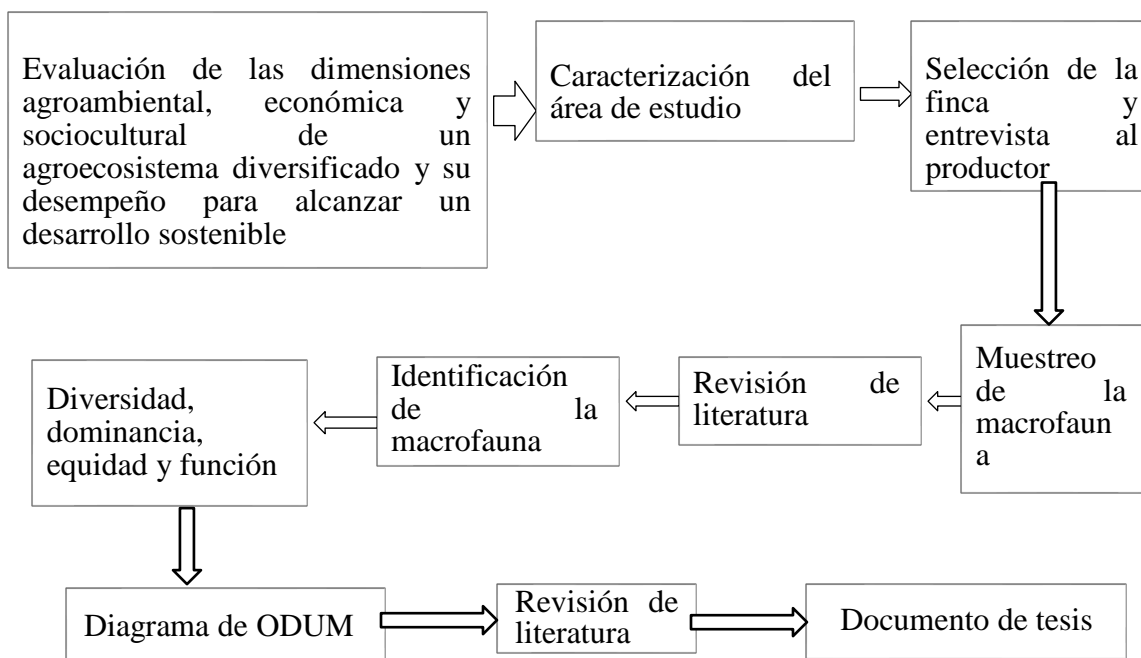 Evaluación de las dimensiones
agroambiental, económica y
sociocultural de un
agroecosistema diversificado y su
desempeño para alcanzar un
desarrollo sostenible
Caracterización del
área de estudio
Selección de la
finca y
entrevista al
productor
Muestreo
de la
macrofaun
a
Revisión de
literatura
Identificación
de la
macrofauna
Diversidad,
dominancia,
equidad y función
Diagrama de ODUM
Revisión de
literatura
Documento de tesis